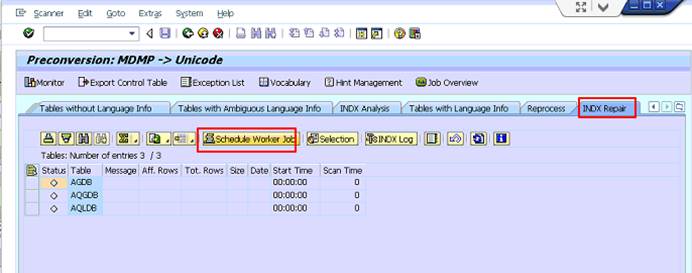 Scanner Edit Goto Extras System Help
Preconversion: MDMP -> Unicode
Monitor Export Control Table Exception List Vocabulary Hint Management Job Overview
Tables without Language Info Tables with Ambiguous Language Info INDX Analysis Tables with Language Info Reprocess INDX Repair
Schedule Worker Job Selection INDX Log
Tables: Number of entries 3 / 3
Status Table Message Aff. Rows Tot. Rows Size Date Start Time Scan Time
AGDB 00:00:00 0
AQGDB 00:00:00 0
AQLDB 00:00:00 0